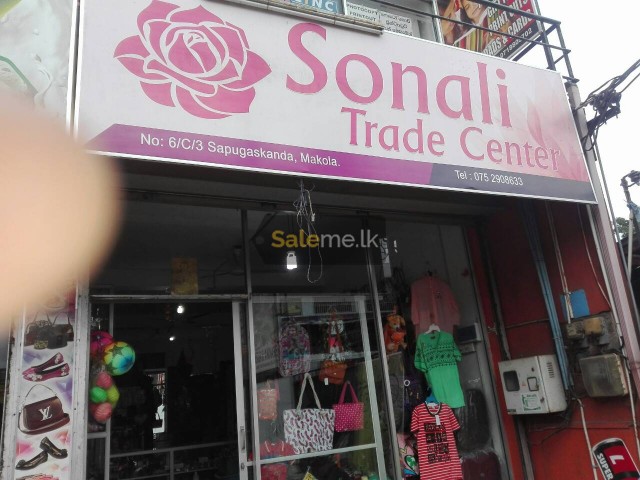 Sonali
Trade Center
No: 6/C/3 Sapugaskanda, Makola.
Tel : 075 2908633
Saleme.lk